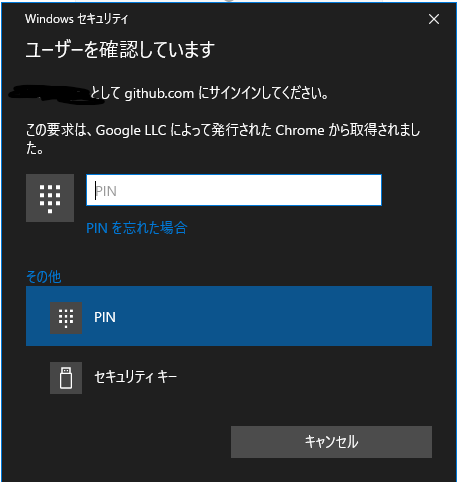 Windows セキュリティ
ユーザーを確認しています
として github.com にサインインしてください。
この要求は、Google LLC によって発行された Chrome から取得されまし
た。
PIN
PIN を忘れた場合
その他
PIN
セキュリティ キー
キャンセル